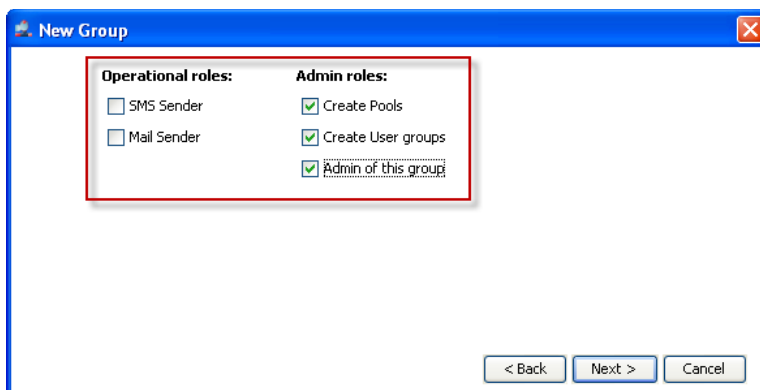 New Group
Operational roles: Admin roles:
SMS Sender Create Pools
Mail Sender Create User groups
Admin of this group
< Back Next > Cancel